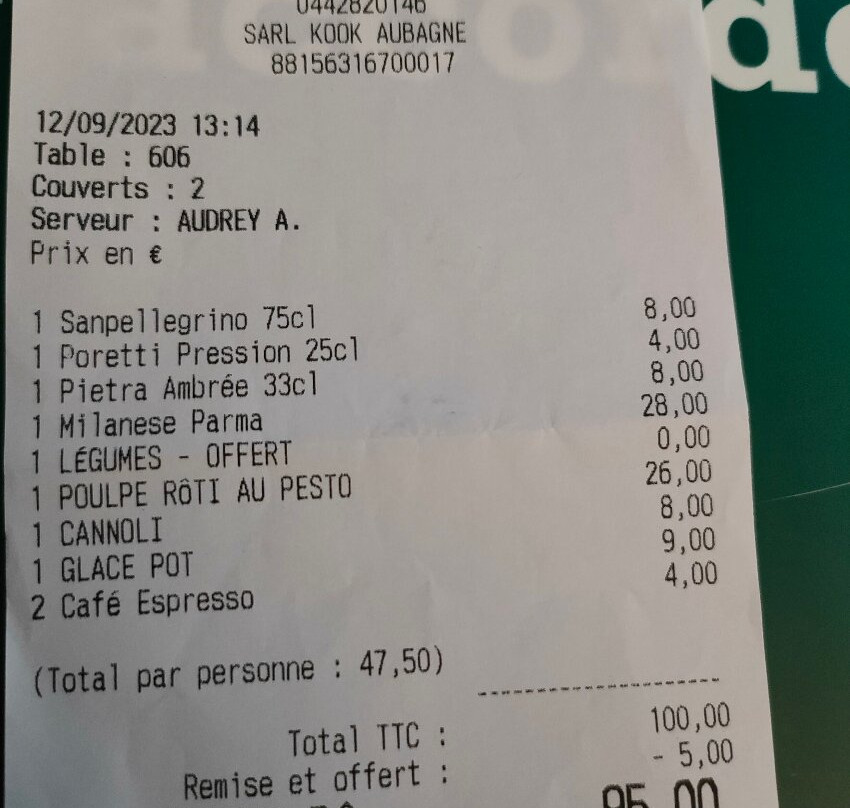 0442820146
SARL KOOK AUBAGNE
88156316700017
12/09/2023 13:14
Table : 606
Couverts : 2
Serveur : AUDREY A.
Prix en €
1 Sanpellegrino 75cl 8,00
1 Poretti Pression 25cl 4,00
1 Pietra Ambrée 33cl 8,00
1 Milanese Parma 28,00
1 LÉGUMES - OFFERT 0,00
1 POULPE RôTI AU PESTO 26,00
1 CANNOLI 8,00
1 GLACE POT 9,00
2 Café Espresso 4,00
(Total par personne : 47,50)
Total TTC : 100,00
Remise et offert : - 5,00
95,00